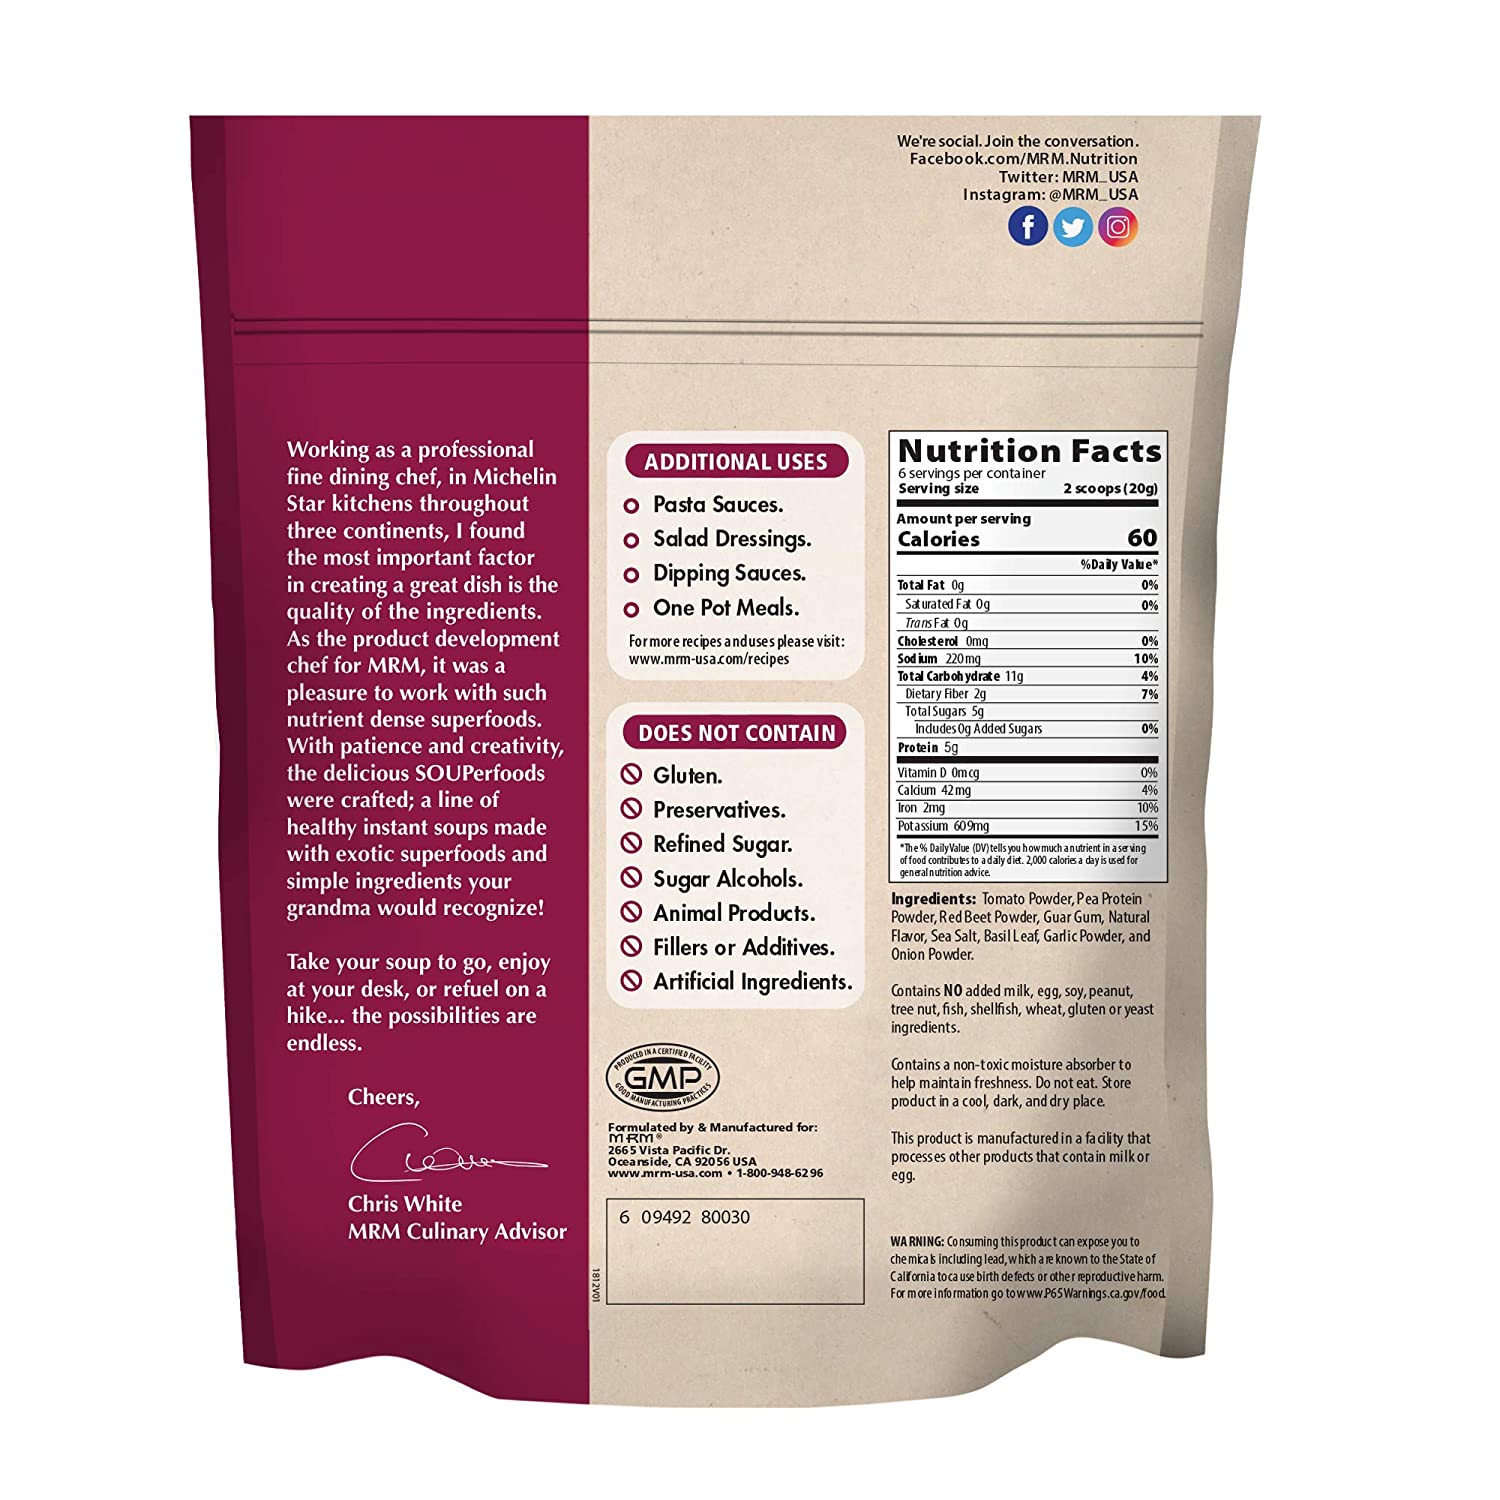 We're social. Join the conversation.
Facebook.com/MRM.Nutrition
Twitter: MRM_USA
Instagram: @MRM_USA
Working as a professional
fine dining chef, in Michelin
Star kitchens throughout
three continents, I found
the most important factor
in creating a great dish is the
quality of the ingredients.
As the product development
chef for MRM, it was a
pleasure to work with such
nutrient dense superfoods.
With patience and creativity,
the delicious SOUPerfoods
were crafted; a line of
healthy instant soups made
with exotic superfoods and
simple ingredients your
grandma would recognize!
Take your soup to go, enjoy
at your desk, or refuel on a
hike... the possibilities are
endless.
Cheers,
Chris White
MRM Culinary Advisor
ADDITIONAL USES
Pasta Sauces.
Salad Dressings.
Dipping Sauces.
One Pot Meals.
For more recipes and uses please visit:
www.mrm-usa.com/recipes
DOES NOT CONTAIN
Gluten.
Preservatives.
Refined Sugar.
Sugar Alcohols.
Animal Products.
Fillers or Additives.
Artificial Ingredients.
PRODUCED IN A CERTIFIED FACILITY
GMP
GOOD MANUFACTURING PRACTICES
Formulated by & Manufactured for:
MRM®
2665 Vista Pacific Dr.
Oceanside, CA 92056 USA
www.mrm-usa.com • 1-800-948-6296
6 09492 80030
1812V01
Nutrition Facts
6 servings per container
Serving size 2 scoops (20g)
Amount per serving
Calories 60
%Daily Value*
Total Fat 0g 0%
Saturated Fat 0g 0%
Trans Fat 0g
Cholesterol 0mg 0%
Sodium 220mg 10%
Total Carbohydrate 11g 4%
Dietary Fiber 2g 7%
Total Sugars 5g
Includes 0g Added Sugars 0%
Protein 5g
Vitamin D 0mcg 0%
Calcium 42mg 4%
Iron 2mg 10%
Potassium 609mg 15%
*The % Daily Value (DV) tells you how much a nutrient in a serving
of food contributes to a daily diet. 2,000 calories a day is used for
general nutrition advice.
Ingredients: Tomato Powder, Pea Protein
Powder, Red Beet Powder, Guar Gum, Natural
Flavor, Sea Salt, Basil Leaf, Garlic Powder, and
Onion Powder.
Contains NO added milk, egg, soy, peanut,
tree nut, fish, shellfish, wheat, gluten or yeast
ingredients.
Contains a non-toxic moisture absorber to
help maintain freshness. Do not eat. Store
product in a cool, dark, and dry place.
This product is manufactured in a facility that
processes other products that contain milk or
egg.
WARNING: Consuming this product can expose you to
chemicals including lead, which are known to the State of
California to cause birth defects or other reproductive harm.
For more information go to www.P65Warnings.ca.gov/food.